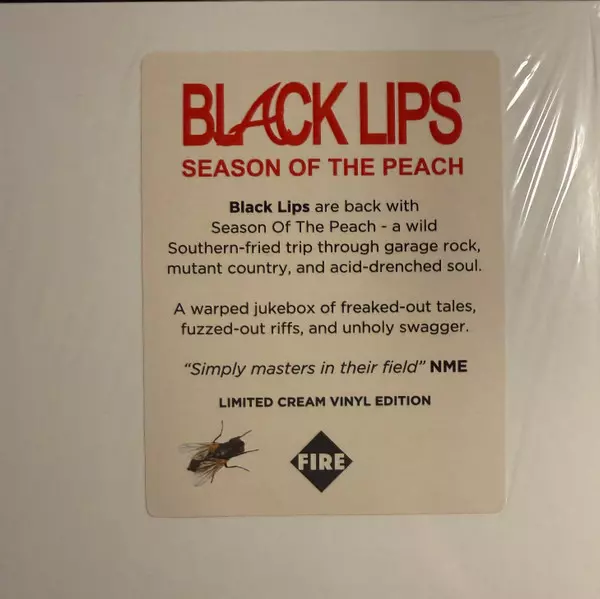 BLACK LIPS
SEASON OF THE PEACH
Black Lips are back with
Season Of The Peach - a wild
Southern-fried trip through garage rock,
mutant country, and acid-drenched soul.
A warped jukebox of freaked-out tales,
fuzzed-out riffs, and unholy swagger.
“Simply masters in their field” NME
LIMITED CREAM VINYL EDITION
FIRE